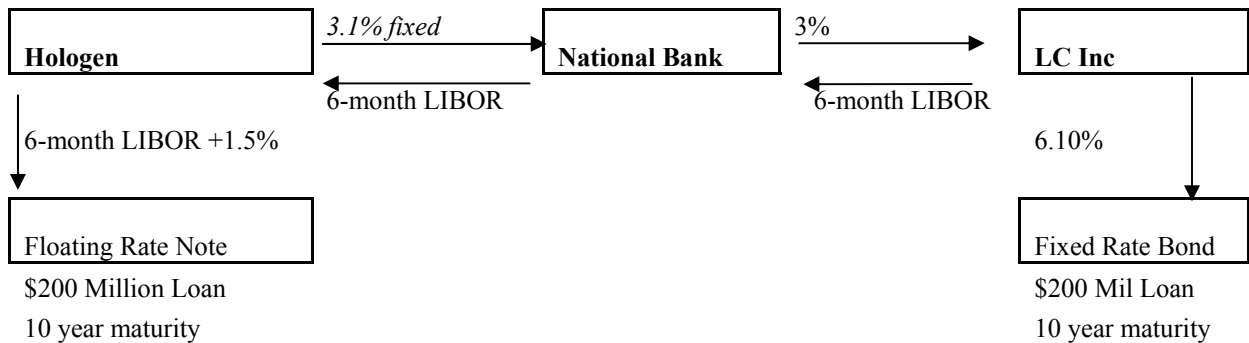 3.1% fixed
3%
Hologen
National Bank
LC Inc
6-month LIBOR
6-month LIBOR
6-month LIBOR +1.5%
6.10%
Floating Rate Note
Fixed Rate Bond
$200 Million Loan
$200 Mil Loan
10 year maturity
10 year maturity